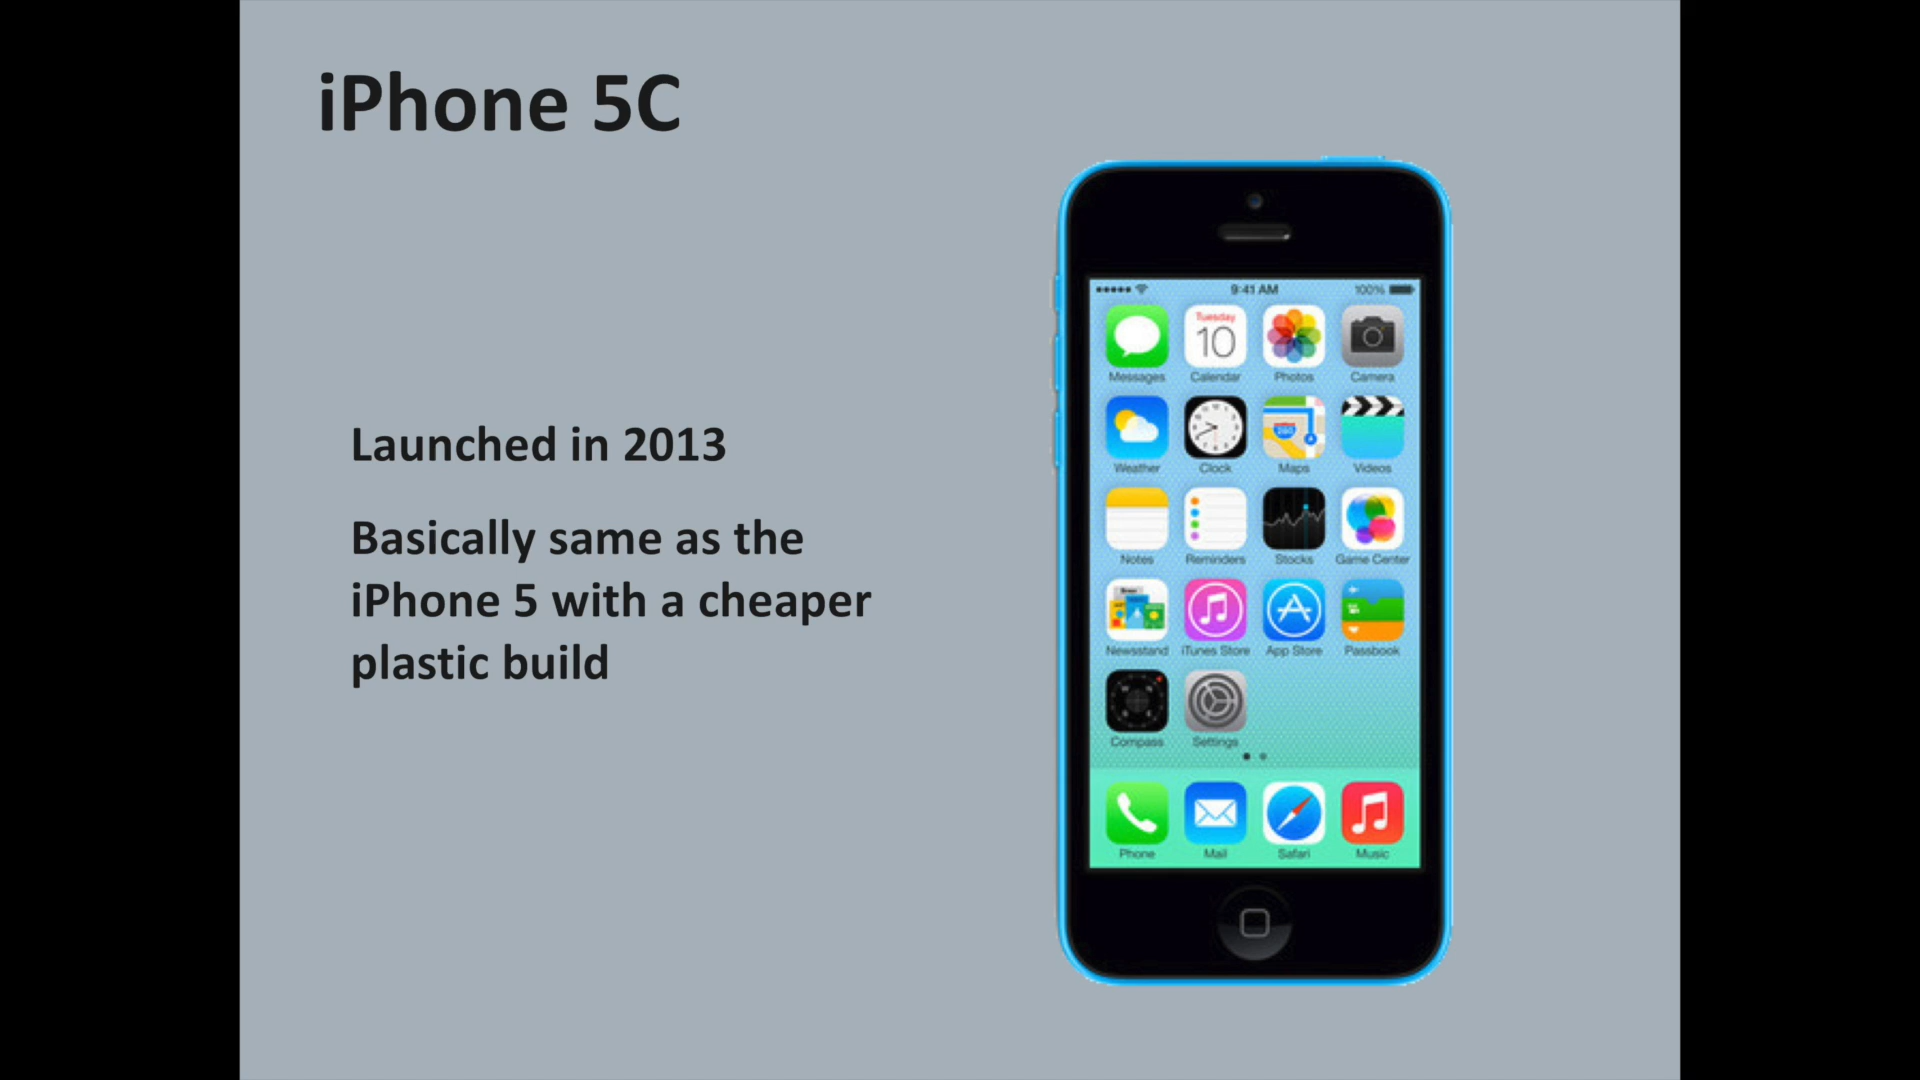 iPhone 5C
Launched in 2013
Basically same as the
iPhone 5 with a cheaper
plastic build
9:41 AM 100%
Tuesday
10
Messages Calendar Photos Camera
280
Weather Clock Maps Videos
Notes Reminders Stocks Game Center
Newsstand iTunes Store App Store Passbook
Compass Settings
Phone Mail Safari Music